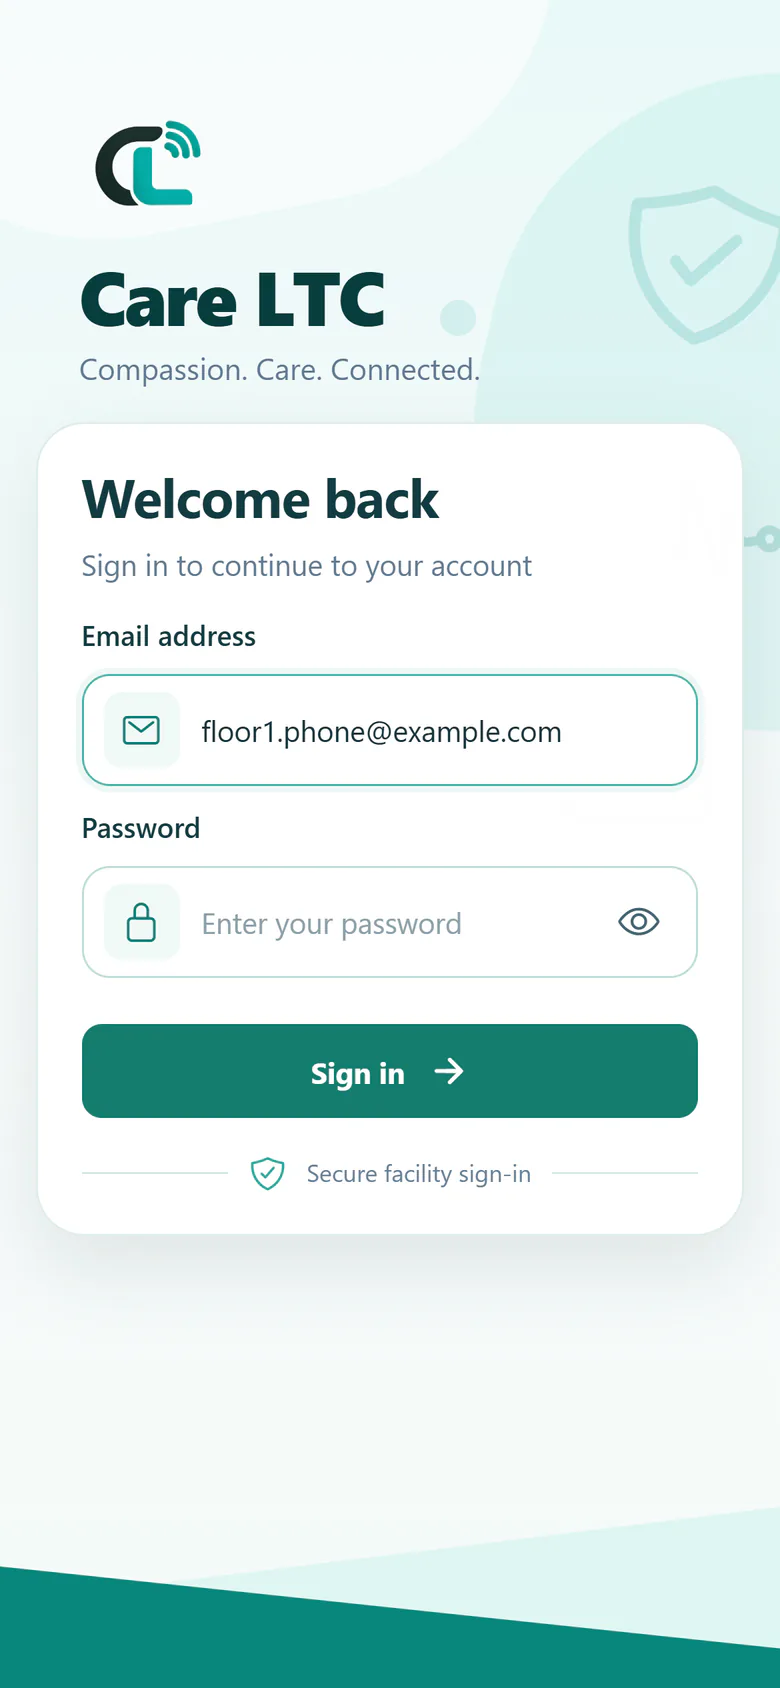 CL
Care LTC
Compassion. Care. Connected.
Welcome back
Sign in to continue to your account
Email address
floor1.phone@example.com
Password
Enter your password
Sign in
Secure facility sign-in